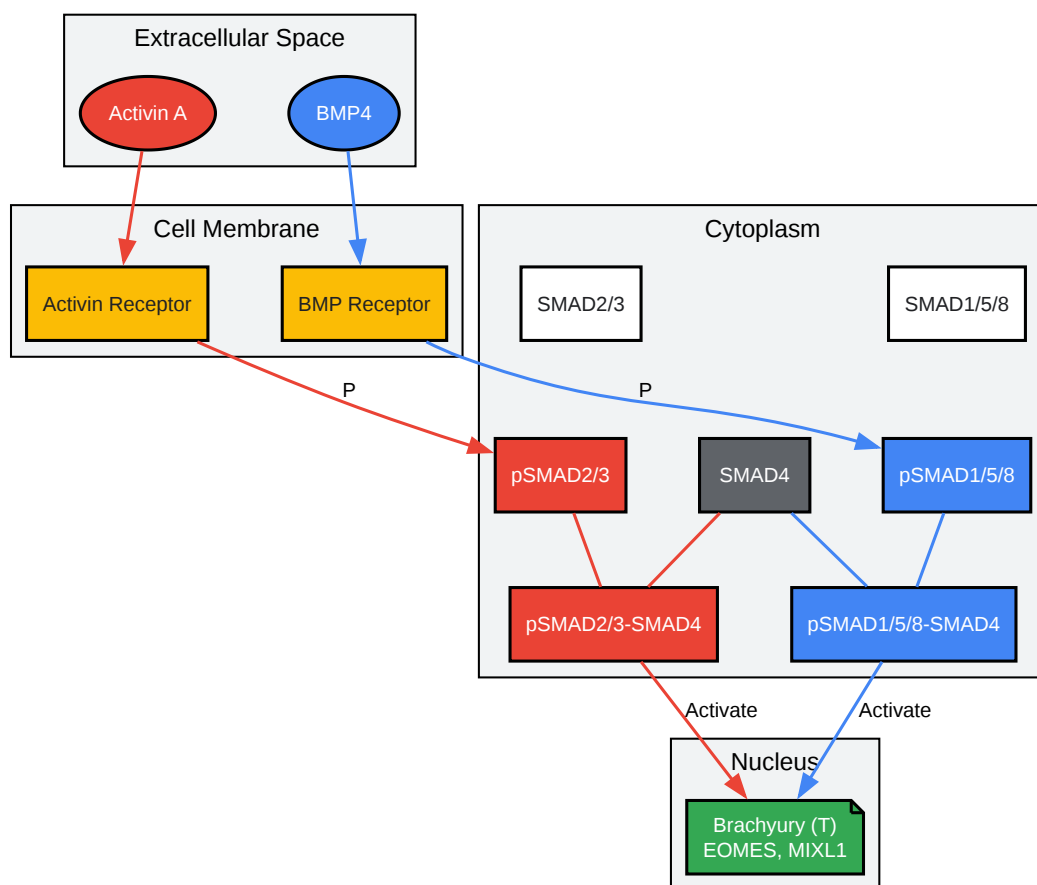 Extracellular Space
Activin A
BMP4
Cell Membrane
Cytoplasm
Activin Receptor
BMP Receptor
SMAD2/3
SMAD1/5/8
P
P
pSMAD2/3
SMAD4
pSMAD1/5/8
pSMAD2/3-SMAD4
pSMAD1/5/8-SMAD4
Activate
Activate
Nucleus
Brachyury (T)
EOMES, MIXL1